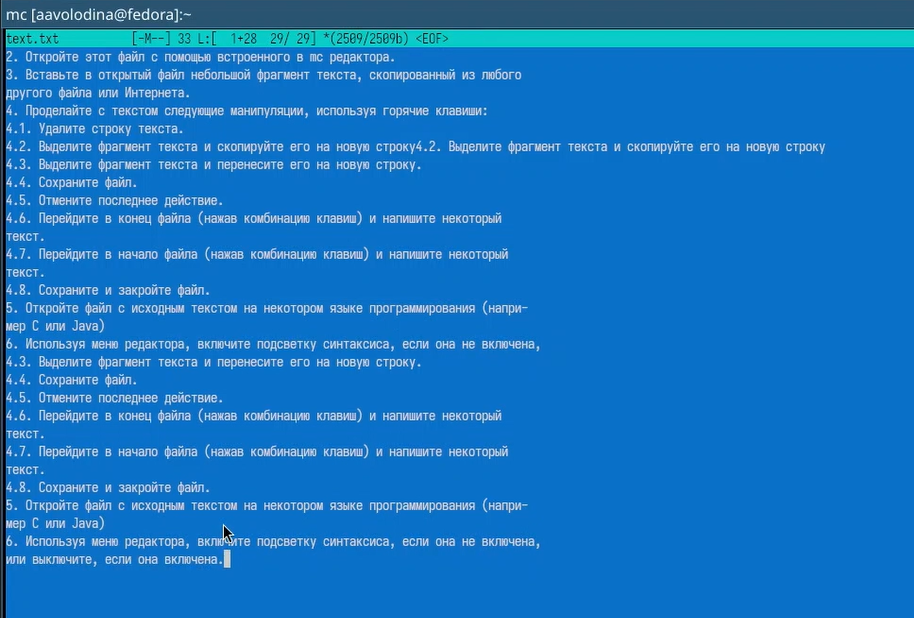 mc [aavolodina@fedora]:~
text.txt [-M--] 33 L:[ 1+28 29/ 29] *(2509/2509b) <EOF>
2. Откройте этот файл с помощью встроенного в mc редактора.
3. Вставьте в открытый файл небольшой фрагмент текста, скопированный из любого
другого файла или Интернета.
4. Проделайте с текстом следующие манипуляции, используя горячие клавиши:
4.1. Удалите строку текста.
4.2. Выделите фрагмент текста и скопируйте его на новую строку4.2. Выделите фрагмент текста и скопируйте его на новую строку
4.3. Выделите фрагмент текста и перенесите его на новую строку.
4.4. Сохраните файл.
4.5. Отмените последнее действие.
4.6. Перейдите в конец файла (нажав комбинацию клавиш) и напишите некоторый
текст.
4.7. Перейдите в начало файла (нажав комбинацию клавиш) и напишите некоторый
текст.
4.8. Сохраните и закройте файл.
5. Откройте файл с исходным текстом на некотором языке программирования (напри-
мер C или Java)
6. Используя меню редактора, включите подсветку синтаксиса, если она не включена,
4.3. Выделите фрагмент текста и перенесите его на новую строку.
4.4. Сохраните файл.
4.5. Отмените последнее действие.
4.6. Перейдите в конец файла (нажав комбинацию клавиш) и напишите некоторый
текст.
4.7. Перейдите в начало файла (нажав комбинацию клавиш) и напишите некоторый
текст.
4.8. Сохраните и закройте файл.
5. Откройте файл с исходным текстом на некотором языке программирования (напри-
мер C или Java)
6. Используя меню редактора, включите подсветку синтаксиса, если она не включена,
или выключите, если она включена.